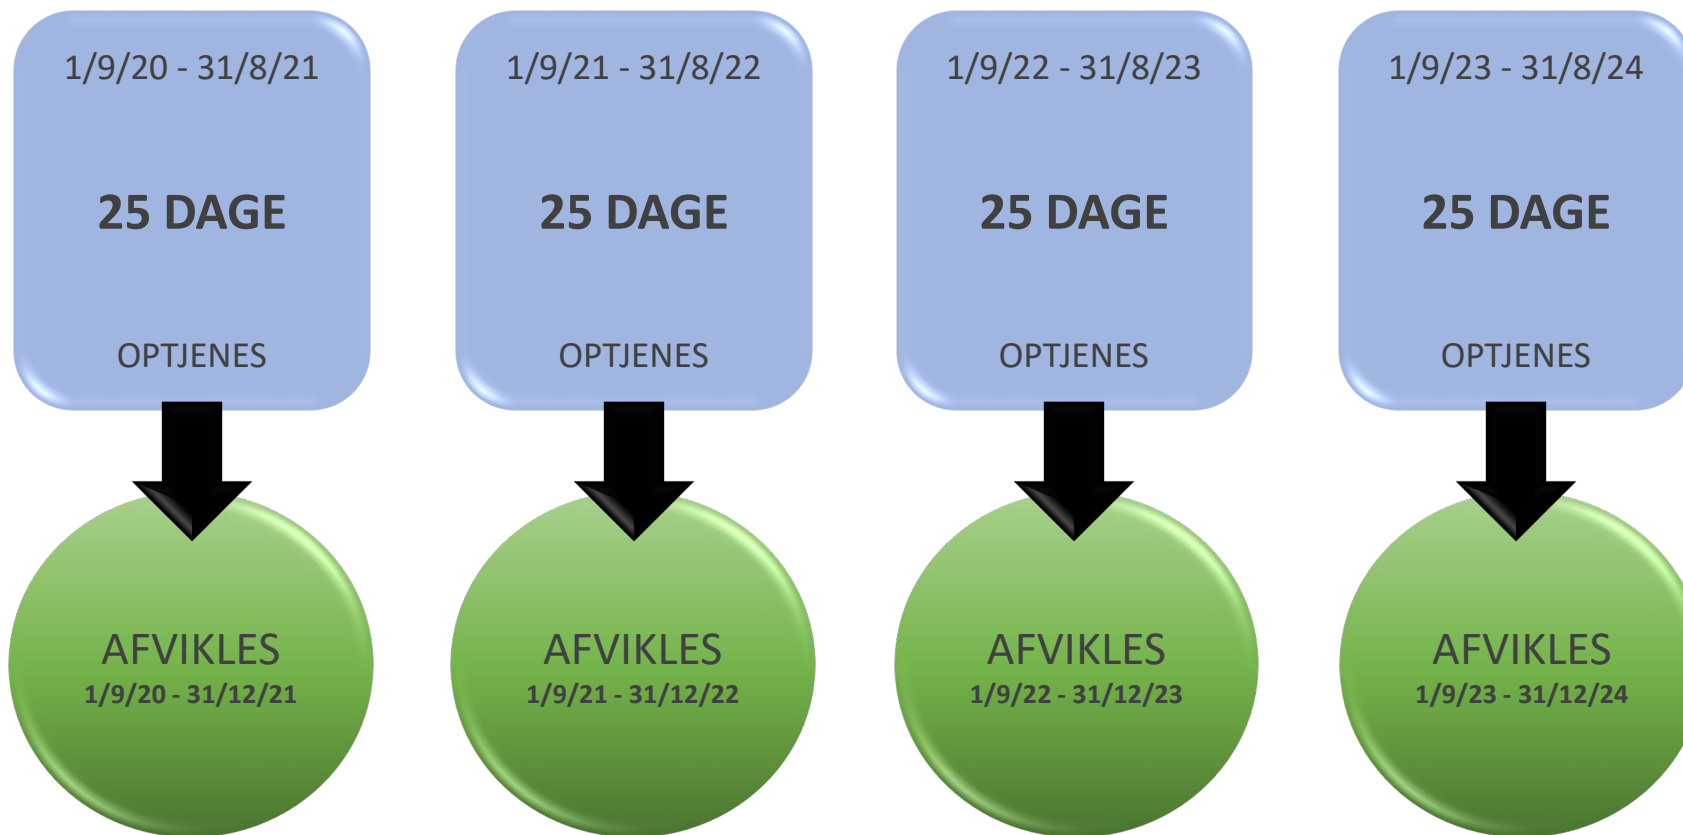 1/9/20 - 31/8/21
25 DAGE
OPTJENES
AFVIKLES
1/9/20 - 31/12/21
1/9/21 - 31/8/22
25 DAGE
OPTJENES
AFVIKLES
1/9/21 - 31/12/22
1/9/22 - 31/8/23
25 DAGE
OPTJENES
AFVIKLES
1/9/22 - 31/12/23
1/9/23 - 31/8/24
25 DAGE
OPTJENES
AFVIKLES
1/9/23 - 31/12/24